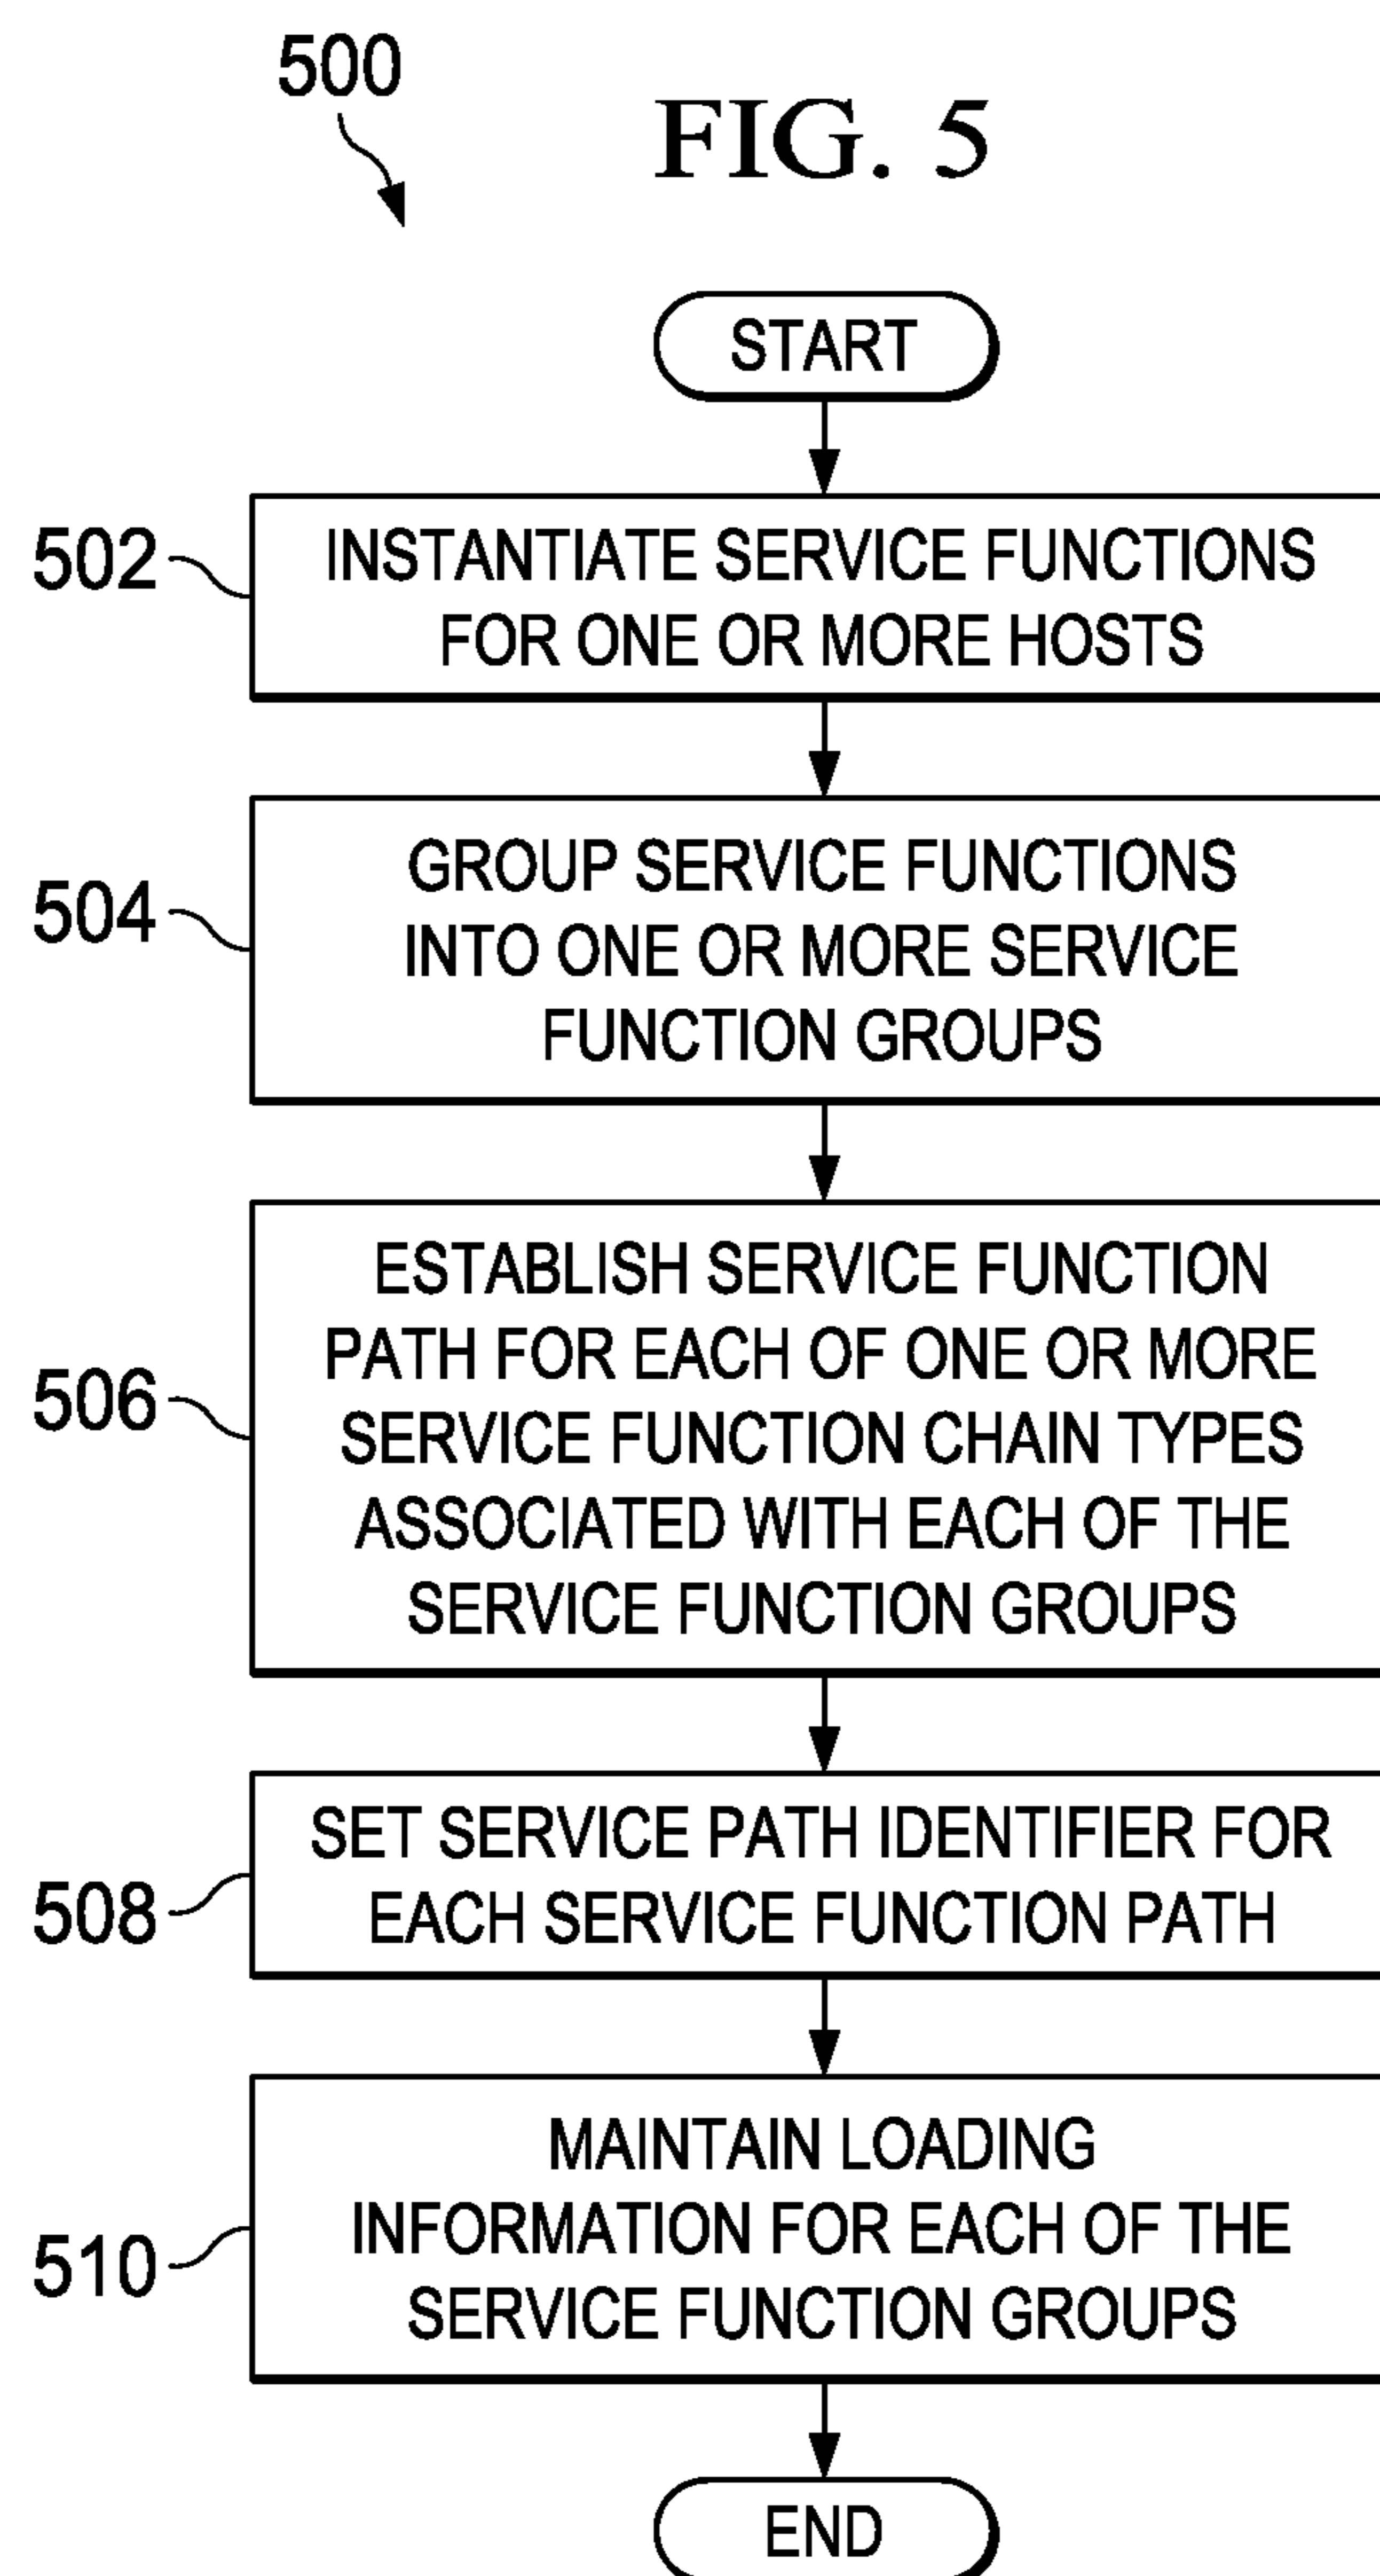 500
FIG. 5
START
502
INSTANTIATE SERVICE FUNCTIONS
FOR ONE OR MORE HOSTS
504
GROUP SERVICE FUNCTIONS
INTO ONE OR MORE SERVICE
FUNCTION GROUPS
506
ESTABLISH SERVICE FUNCTION
PATH FOR EACH OF ONE OR MORE
SERVICE FUNCTION CHAIN TYPES
ASSOCIATED WITH EACH OF THE
SERVICE FUNCTION GROUPS
508
SET SERVICE PATH IDENTIFIER FOR
EACH SERVICE FUNCTION PATH
510
MAINTAIN LOADING
INFORMATION FOR EACH OF THE
SERVICE FUNCTION GROUPS
END